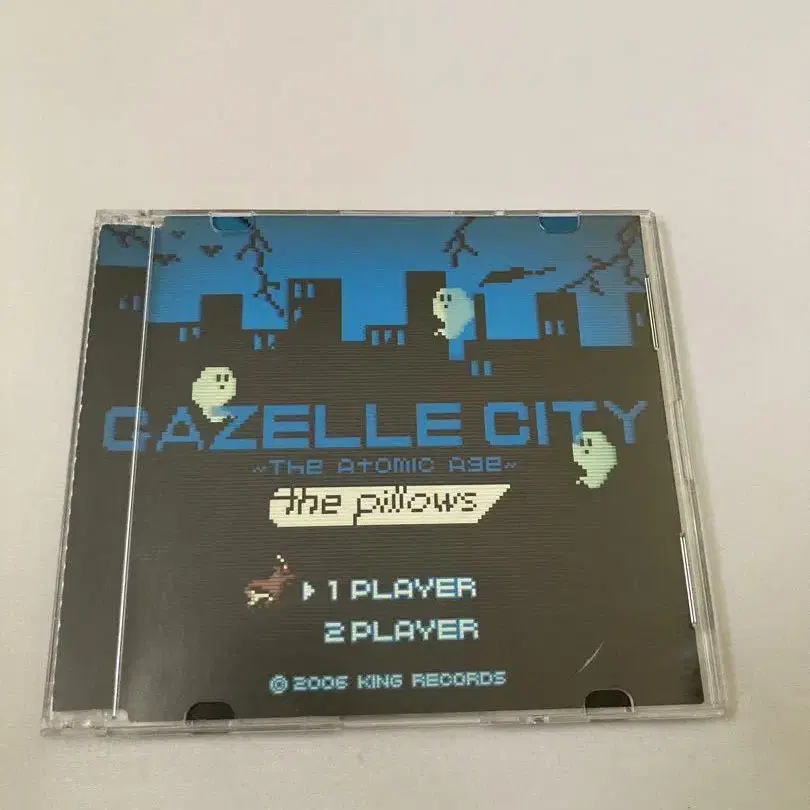 GAZELLE CITY
~THE ATOMIC AGE~
the pillows
1 PLAYER
2 PLAYER
© 2006 KING RECORDS